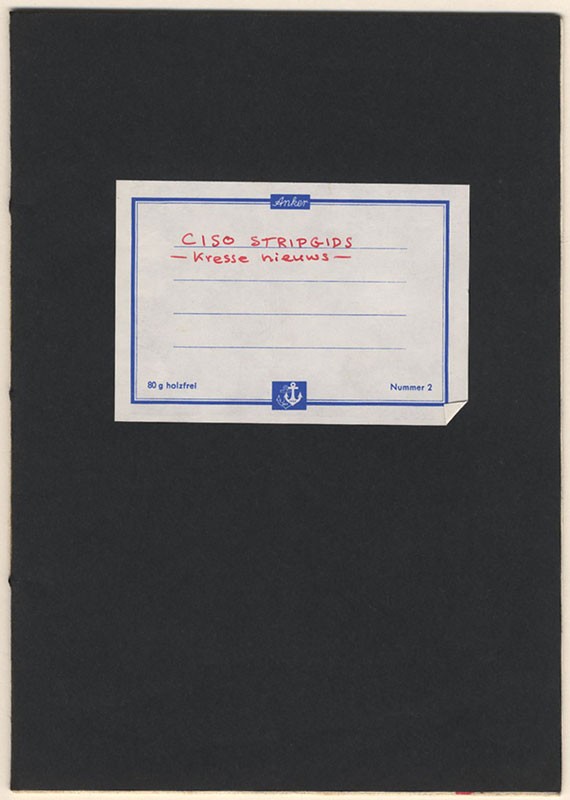 Anker
CISO STRIPGIDS
— Kresse nieuws —
80 g holzfrei
Nummer 2